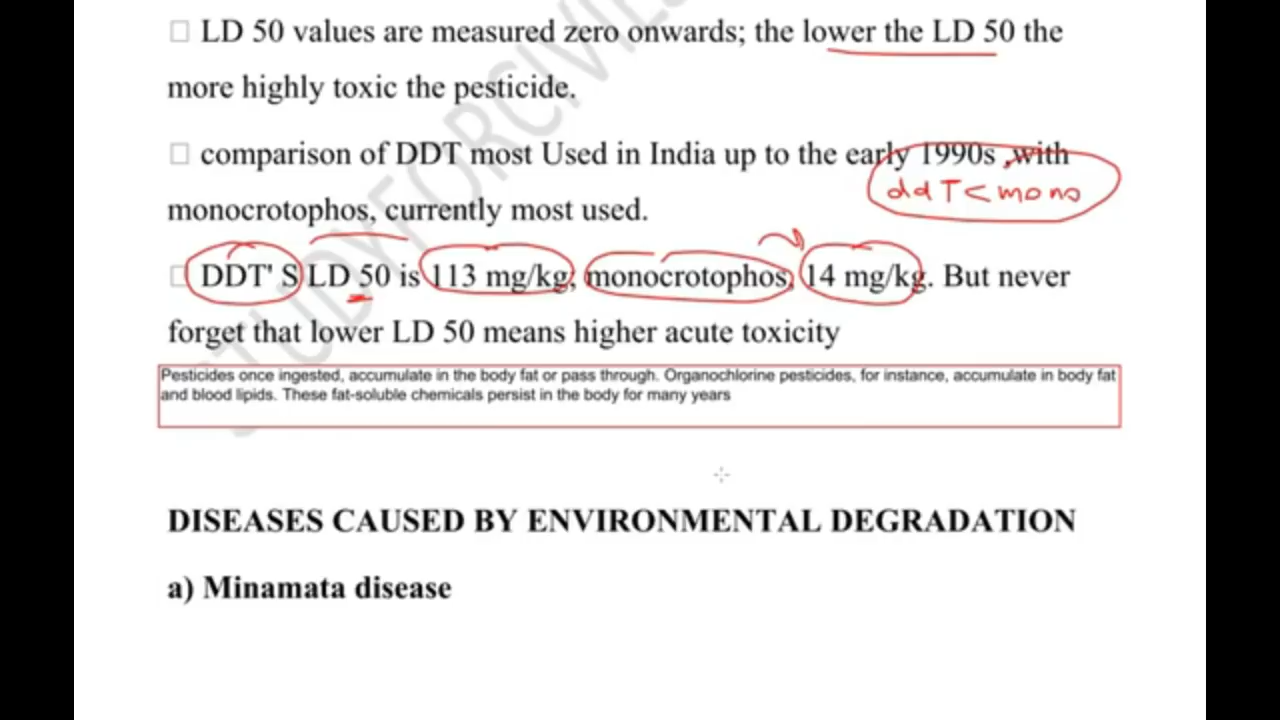 ☐ LD 50 values are measured zero onwards; the lower the LD 50 the
more highly toxic the pesticide.
☐ comparison of DDT most Used in India up to the early 1990s ,with
ddT < mono
monocrotophos, currently most used.
☐ DDT' S LD 50 is 113 mg/kg; monocrotophos, 14 mg/kg. But never
forget that lower LD 50 means higher acute toxicity
Pesticides once ingested, accumulate in the body fat or pass through. Organochlorine pesticides, for instance, accumulate in body fat
and blood lipids. These fat-soluble chemicals persist in the body for many years
DISEASES CAUSED BY ENVIRONMENTAL DEGRADATION
a) Minamata disease
STUDYFORCIVILS